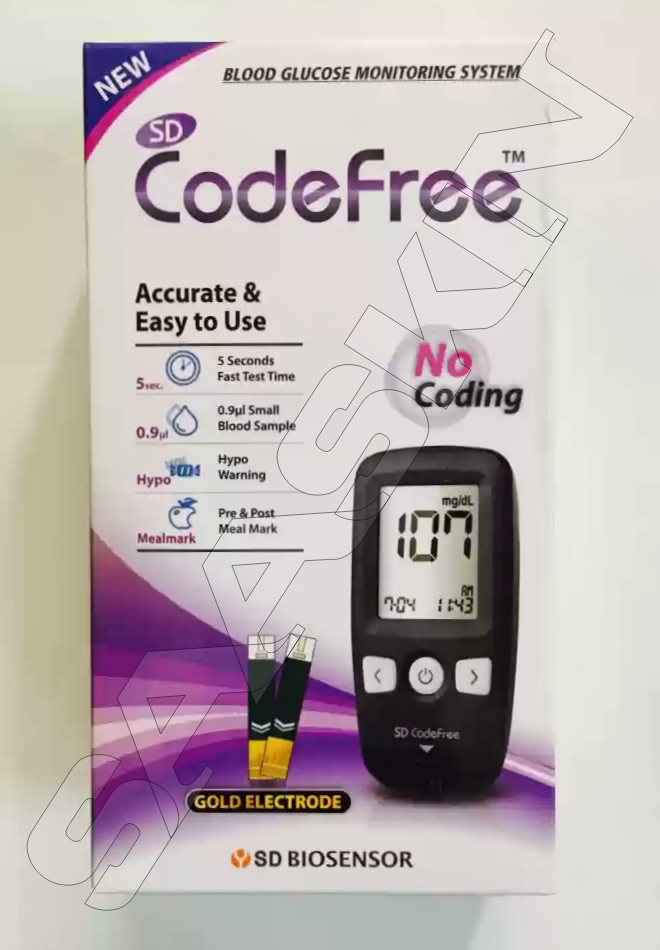 NEW
BLOOD GLUCOSE MONITORING SYSTEM
SD
CodeFree™
Accurate &
Easy to Use
5sec.
5 Seconds
Fast Test Time
0.9µl
0.9µl Small
Blood Sample
Hypo
Hypo
Warning
Mealmark
Pre & Post
Meal Mark
No
Coding
mg/dL
107
AM
7-04 11:43
SD CodeFree
GOLD ELECTRODE
SD BIOSENSOR